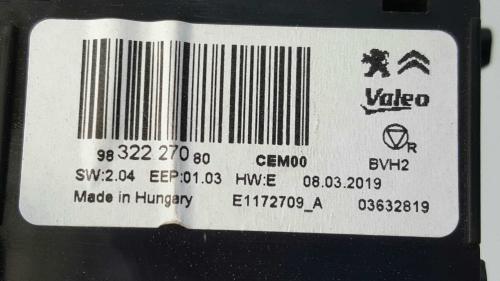 Valeo
R
98 322 270 80 CEM00 BVH2
SW:2.04 EEP:01.03 HW:E 08.03.2019
Made in Hungary E1172709_A 03632819